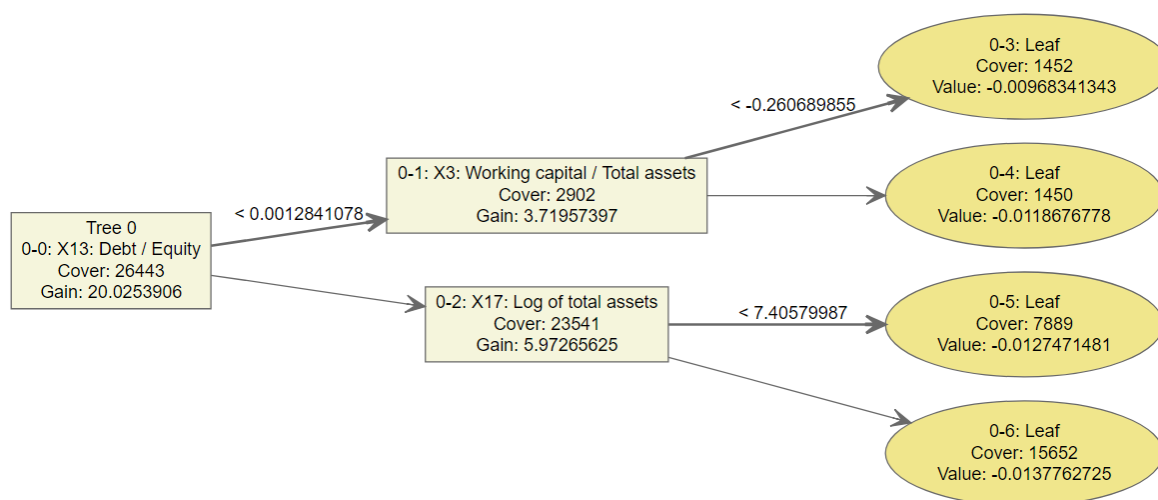 Tree 0
0-0: X13: Debt / Equity
Cover: 26443
Gain: 20.0253906
< 0.0012841078
0-1: X3: Working capital / Total assets
Cover: 2902
Gain: 3.71957397
< -0.260689855
0-3: Leaf
Cover: 1452
Value: -0.00968341343
0-4: Leaf
Cover: 1450
Value: -0.0118676778
0-2: X17: Log of total assets
Cover: 23541
Gain: 5.97265625
< 7.40579987
0-5: Leaf
Cover: 7889
Value: -0.0127471481
0-6: Leaf
Cover: 15652
Value: -0.0137762725